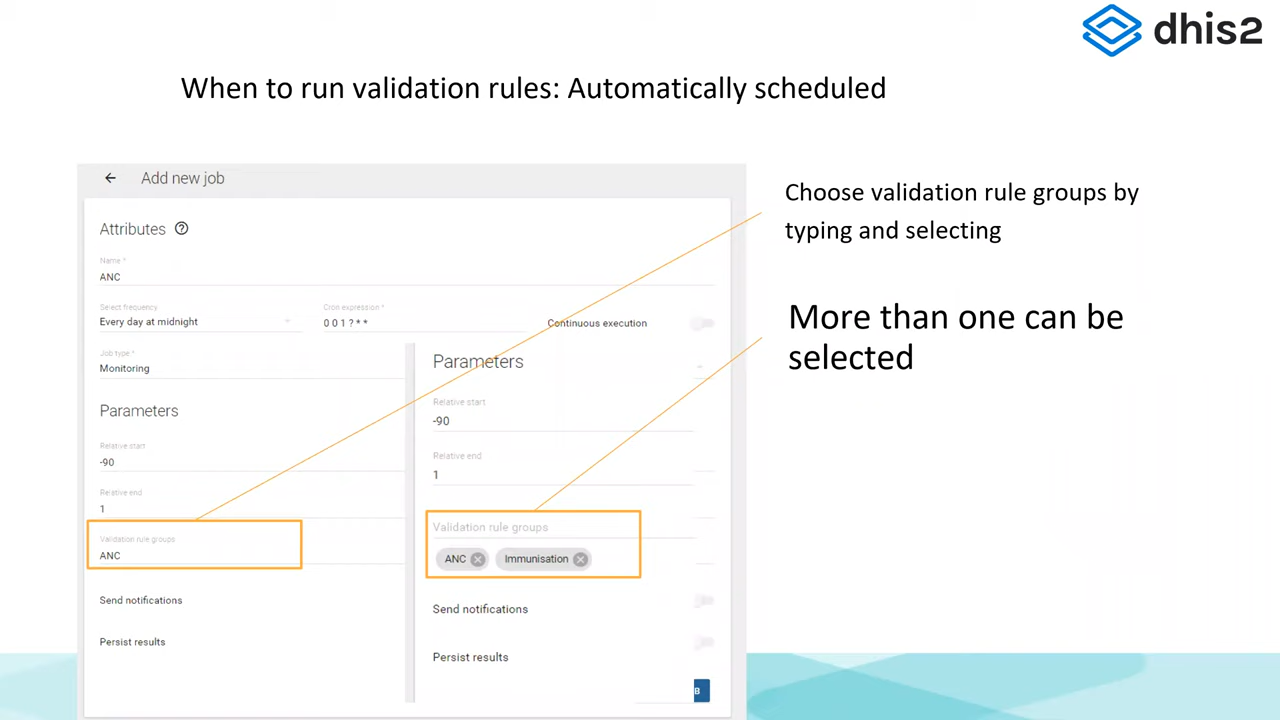 dhis2
When to run validation rules: Automatically scheduled
Add new job
Attributes
Name *
ANC
Select frequency
Every day at midnight
Cron expression *
0 0 1 ? * *
Continuous execution
Job type *
Monitoring
Parameters
Relative start
-90
Relative end
1
Validation rule groups
ANC
Send notifications
Persist results
Parameters
Relative start
-90
Relative end
1
Validation rule groups
ANC
Immunisation
Send notifications
Persist results
B
Choose validation rule groups by
typing and selecting
More than one can be
selected